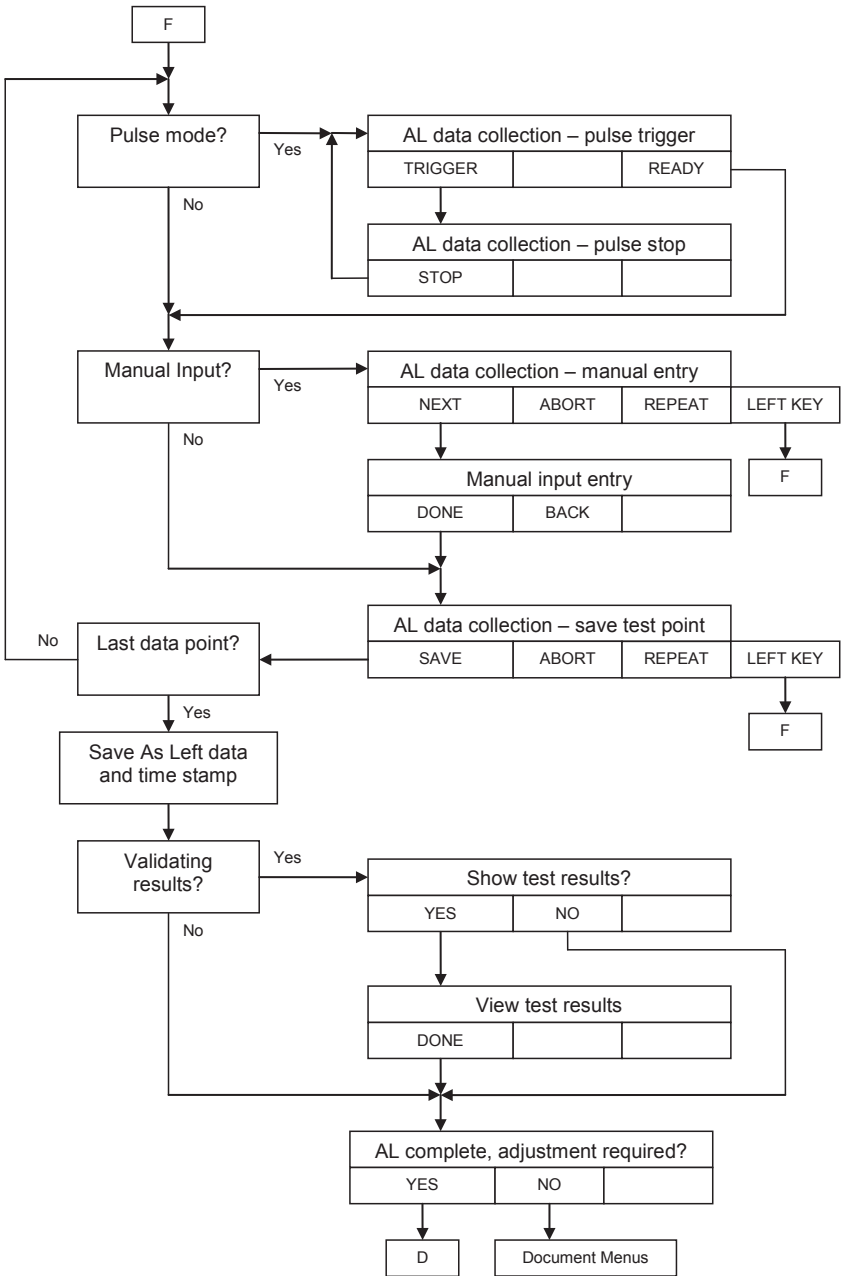 F
Pulse mode?
Yes
No
AL data collection – pulse trigger
TRIGGER
READY
AL data collection – pulse stop
STOP
Manual Input?
Yes
No
AL data collection – manual entry
NEXT
ABORT
REPEAT
LEFT KEY
F
Manual input entry
DONE
BACK
AL data collection – save test point
SAVE
ABORT
REPEAT
LEFT KEY
F
No
Last data point?
Yes
Save As Left data
and time stamp
Validating
results?
Yes
No
Show test results?
YES
NO
View test results
DONE
AL complete, adjustment required?
YES
NO
D
Document Menus